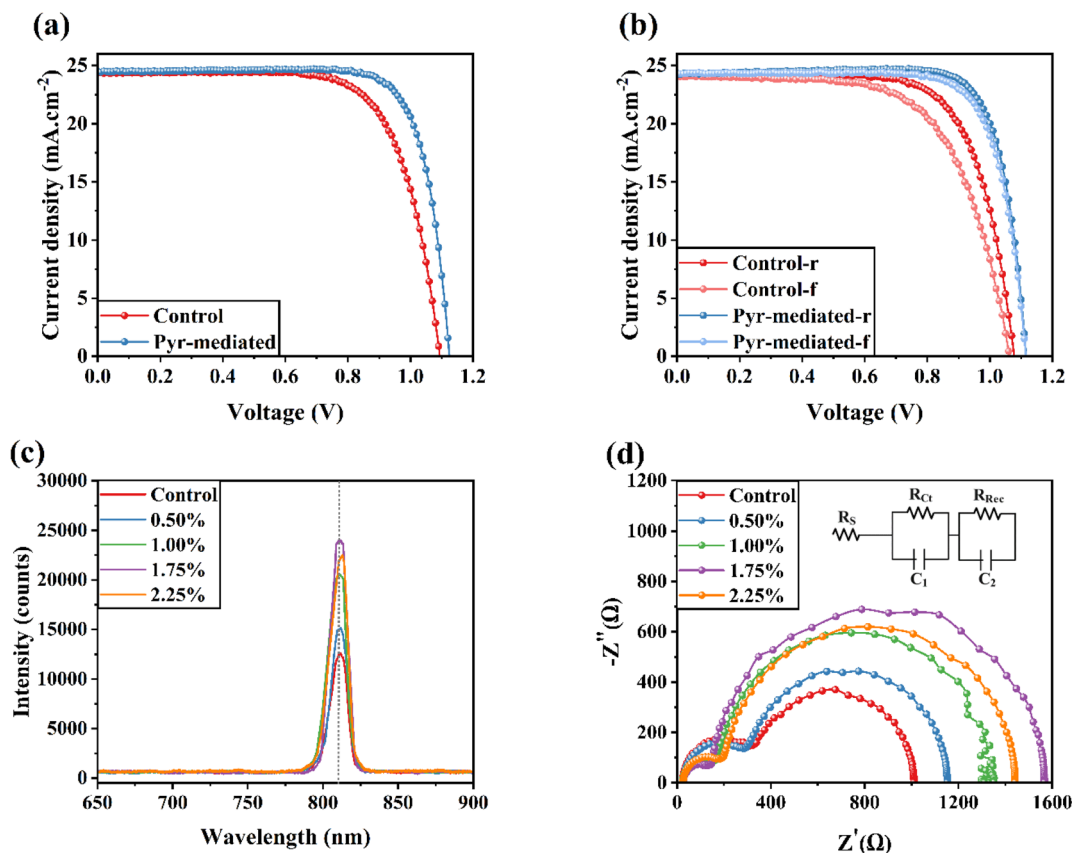 (a)
Current density (mA.cm⁻²)
25
20
15
10
5
0
Control
Pyr-mediated
0.0 0.2 0.4 0.6 0.8 1.0 1.2
Voltage (V)
(b)
Current density (mA.cm⁻²)
25
20
15
10
5
0
Control-r
Control-f
Pyr-mediated-r
Pyr-mediated-f
0.0 0.2 0.4 0.6 0.8 1.0 1.2
Voltage (V)
(c)
Intensity (counts)
30000
25000
20000
15000
10000
5000
0
Control
0.50%
1.00%
1.75%
2.25%
650 700 750 800 850 900
Wavelength (nm)
(d)
-Z''(Ω)
1200
1000
800
600
400
200
0
Control
0.50%
1.00%
1.75%
2.25%
R_S
R_Ct
R_Rec
C₁
C₂
0 400 800 1200 1600
Z'(Ω)